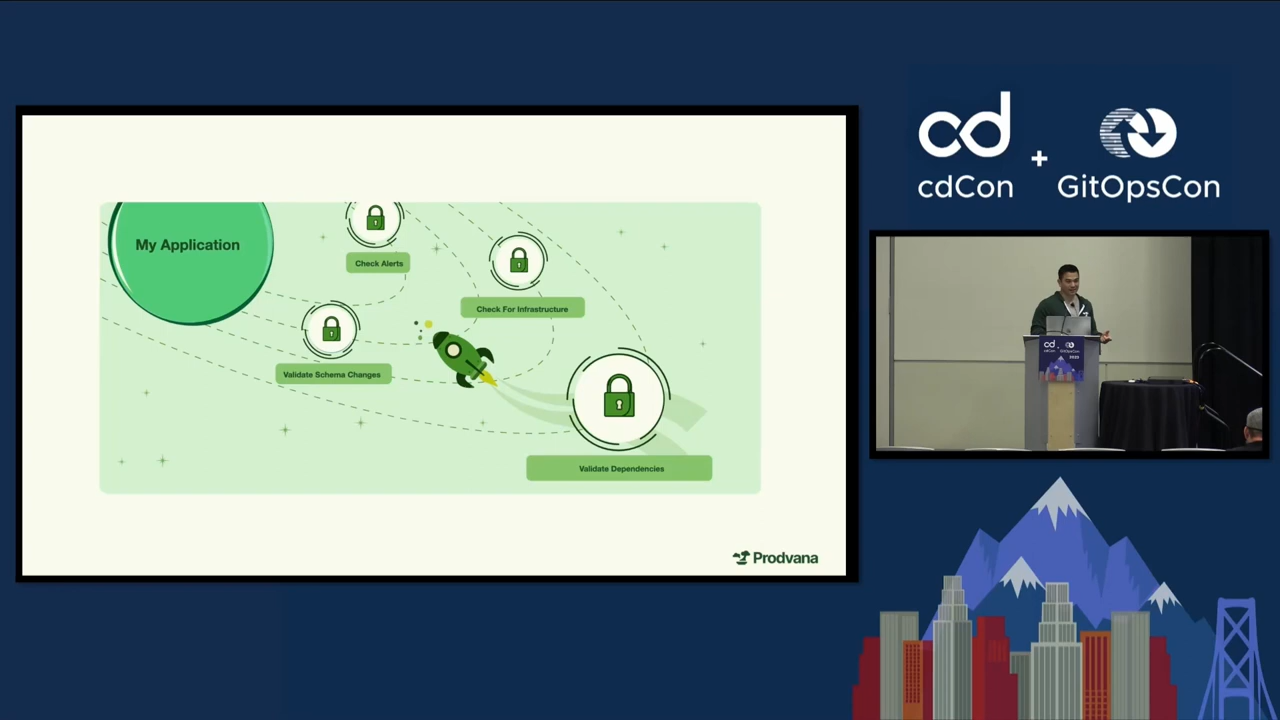 My Application
Check Alerts
Check For Infrastructure
Validate Schema Changes
Validate Dependencies
Prodvana
cd
+
cdCon
GitOpsCon